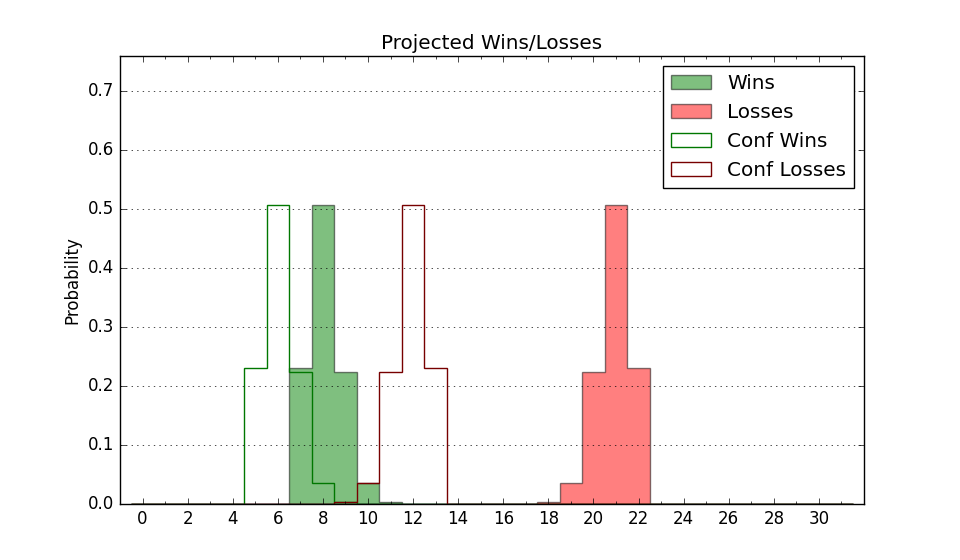 Projected Wins/Losses
Wins
Losses
Conf Wins
Conf Losses
Probability
0.7
0.6
0.5
0.4
0.3
0.2
0.1
0.0
0 2 4 6 8 10 12 14 16 18 20 22 24 26 28 30